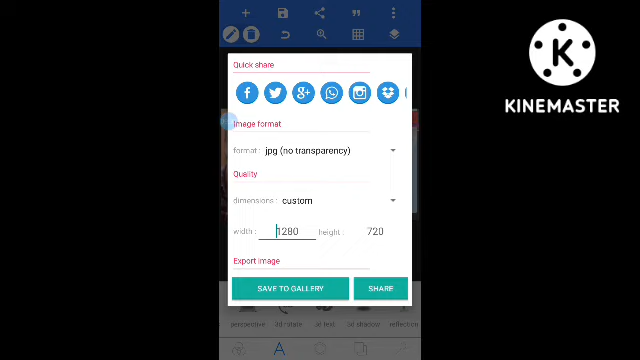 Quick share
Image format
format: jpg (no transparency)
Quality
dimensions: custom
width : 1280 height : 720
Export image
SAVE TO GALLERY SHARE
perspective 3d rotate 3d text 3d shadow reflection
KINEMASTER